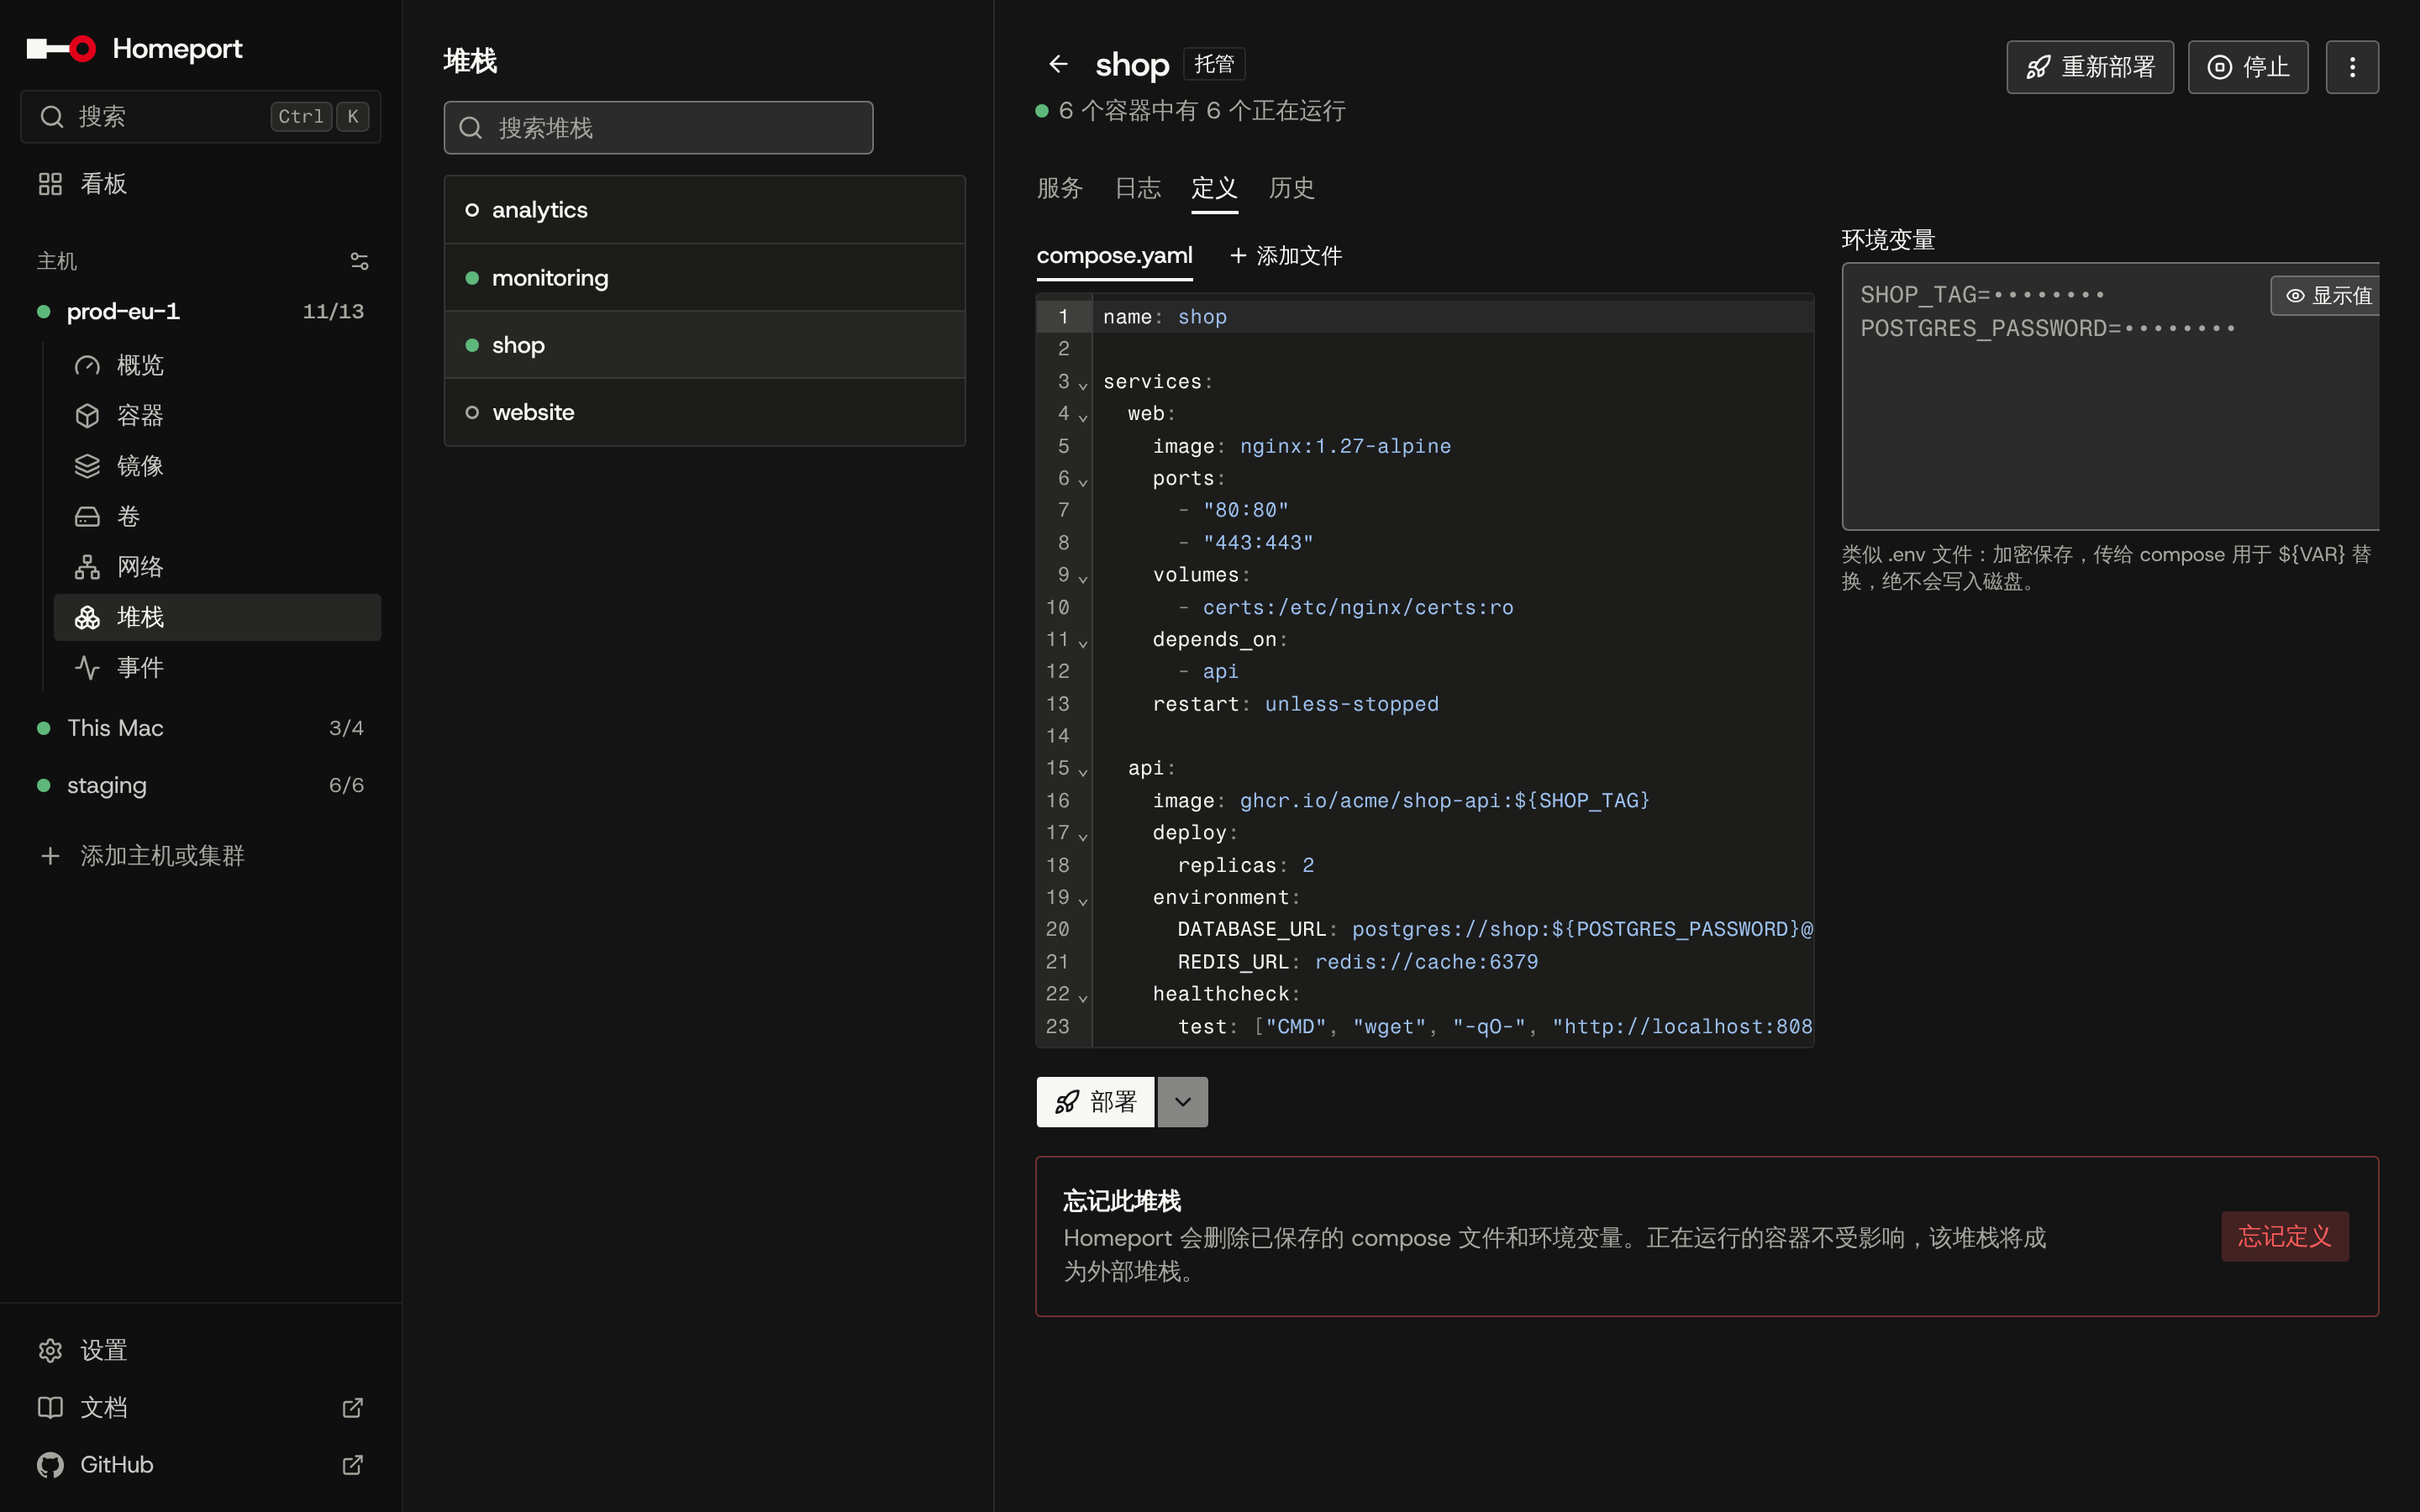 Homeport
搜索 Ctrl K
看板
主机
prod-eu-1 11/13
概览
容器
镜像
卷
网络
堆栈
事件
This Mac 3/4
staging 6/6
添加主机或集群
设置
文档
GitHub
堆栈
搜索堆栈
analytics
monitoring
shop
website
shop 托管
6 个容器中有 6 个正在运行
重新部署 停止
服务 日志 定义 历史
compose.yaml + 添加文件
1 name: shop
2
3 services:
4 web:
5 image: nginx:1.27-alpine
6 ports:
7 - "80:80"
8 - "443:443"
9 volumes:
10 - certs:/etc/nginx/certs:ro
11 depends_on:
12 - api
13 restart: unless-stopped
14
15 api:
16 image: ghcr.io/acme/shop-api:${SHOP_TAG}
17 deploy:
18 replicas: 2
19 environment:
20 DATABASE_URL: postgres://shop:${POSTGRES_PASSWORD}@
21 REDIS_URL: redis://cache:6379
22 healthcheck:
23 test: ["CMD", "wget", "-qO-", "http://localhost:808
环境变量
SHOP_TAG=••••••••
POSTGRES_PASSWORD=••••••••
显示值
类似 .env 文件：加密保存，传给 compose 用于 ${VAR} 替
换，绝不会写入磁盘。
部署
忘记此堆栈
Homeport 会删除已保存的 compose 文件和环境变量。正在运行的容器不受影响，该堆栈将成
为外部堆栈。
忘记定义